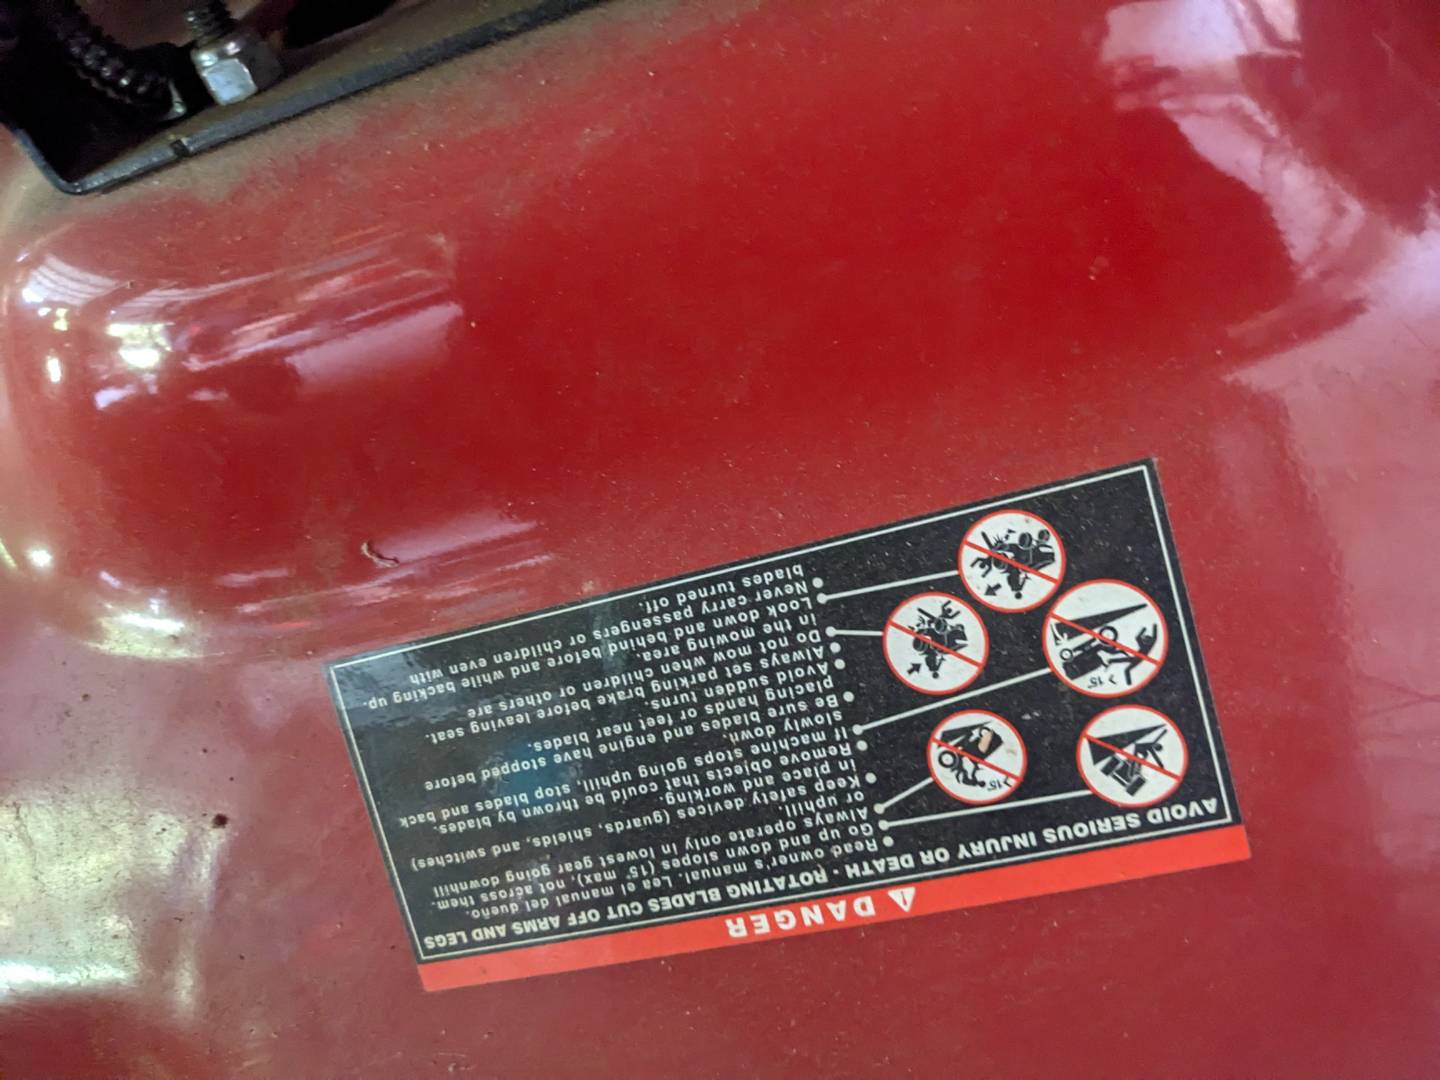 DANGER
AVOID SERIOUS INJURY OR DEATH - ROTATING BLADES CUT OFF ARMS AND LEGS
Read owner's manual. Lea el manual del dueño.
Go up and down slopes (15° max), not across them.
Always operate only in lowest gear going downhill
or uphill.
Keep safety devices (guards, shields, and switches)
in place and working.
Remove objects that could be thrown by blades.
If machine stops going uphill, stop blades and back
slowly down.
Be sure blades and engine have stopped before
placing hands or feet near blades.
Avoid sudden turns.
Always set parking brake before leaving seat.
Do not mow when children or others are
in the mowing area.
Look down and behind before and while backing up.
Never carry passengers or children even with
blades turned off.
>15°
>15°